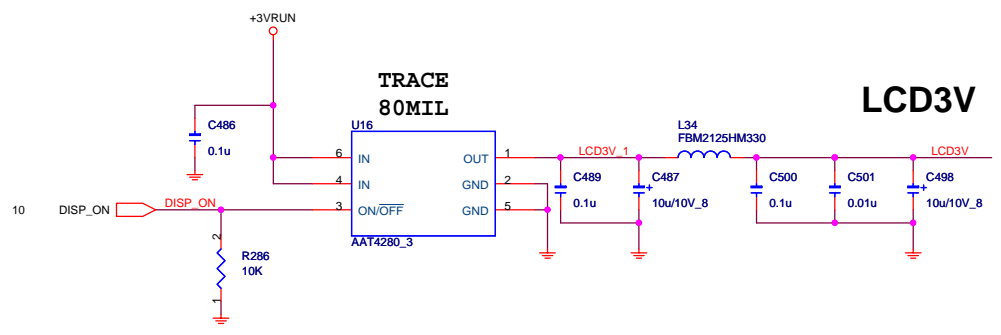 +3VRUN
TRACE
80MIL
LCD3V
C486
0.1u
U16
6
IN
4
IN
3
ON/OFF
OUT
1
GND
2
GND
5
AAT4280_3
LCD3V_1
L34
FBM2125HM330
LCD3V
C489
0.1u
C487
+
10u/10V_8
C500
0.1u
C501
0.01u
C498
+
10u/10V_8
10
DISP_ON
DISP_ON
2
R286
10K
1